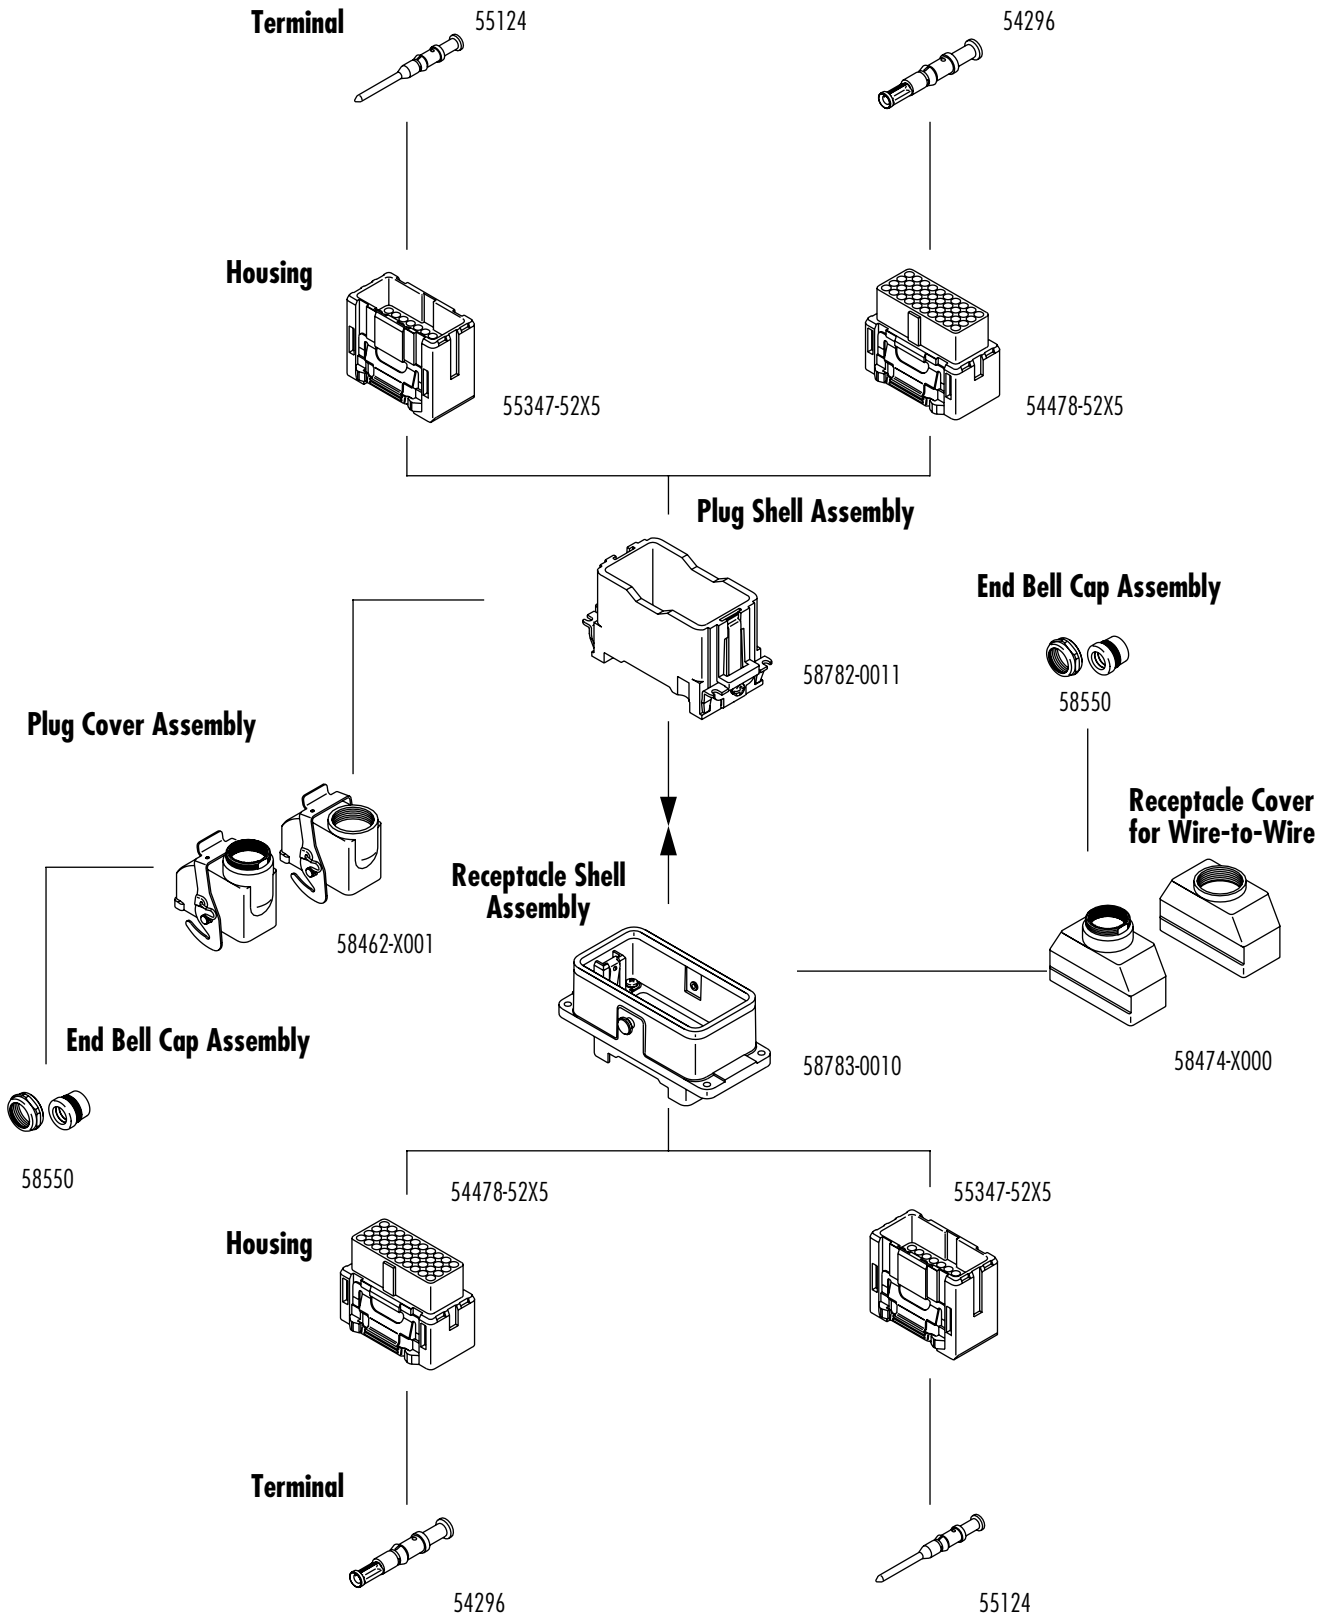 Terminal
55124
54296
Housing
55347-52X5
54478-52X5
Plug Shell Assembly
End Bell Cap Assembly
58782-0011
58550
Plug Cover Assembly
Receptacle Cover
for Wire-to-Wire
Receptacle Shell
Assembly
58462-X001
End Bell Cap Assembly
58783-0010
58474-X000
58550
54478-52X5
55347-52X5
Housing
Terminal
54296
55124